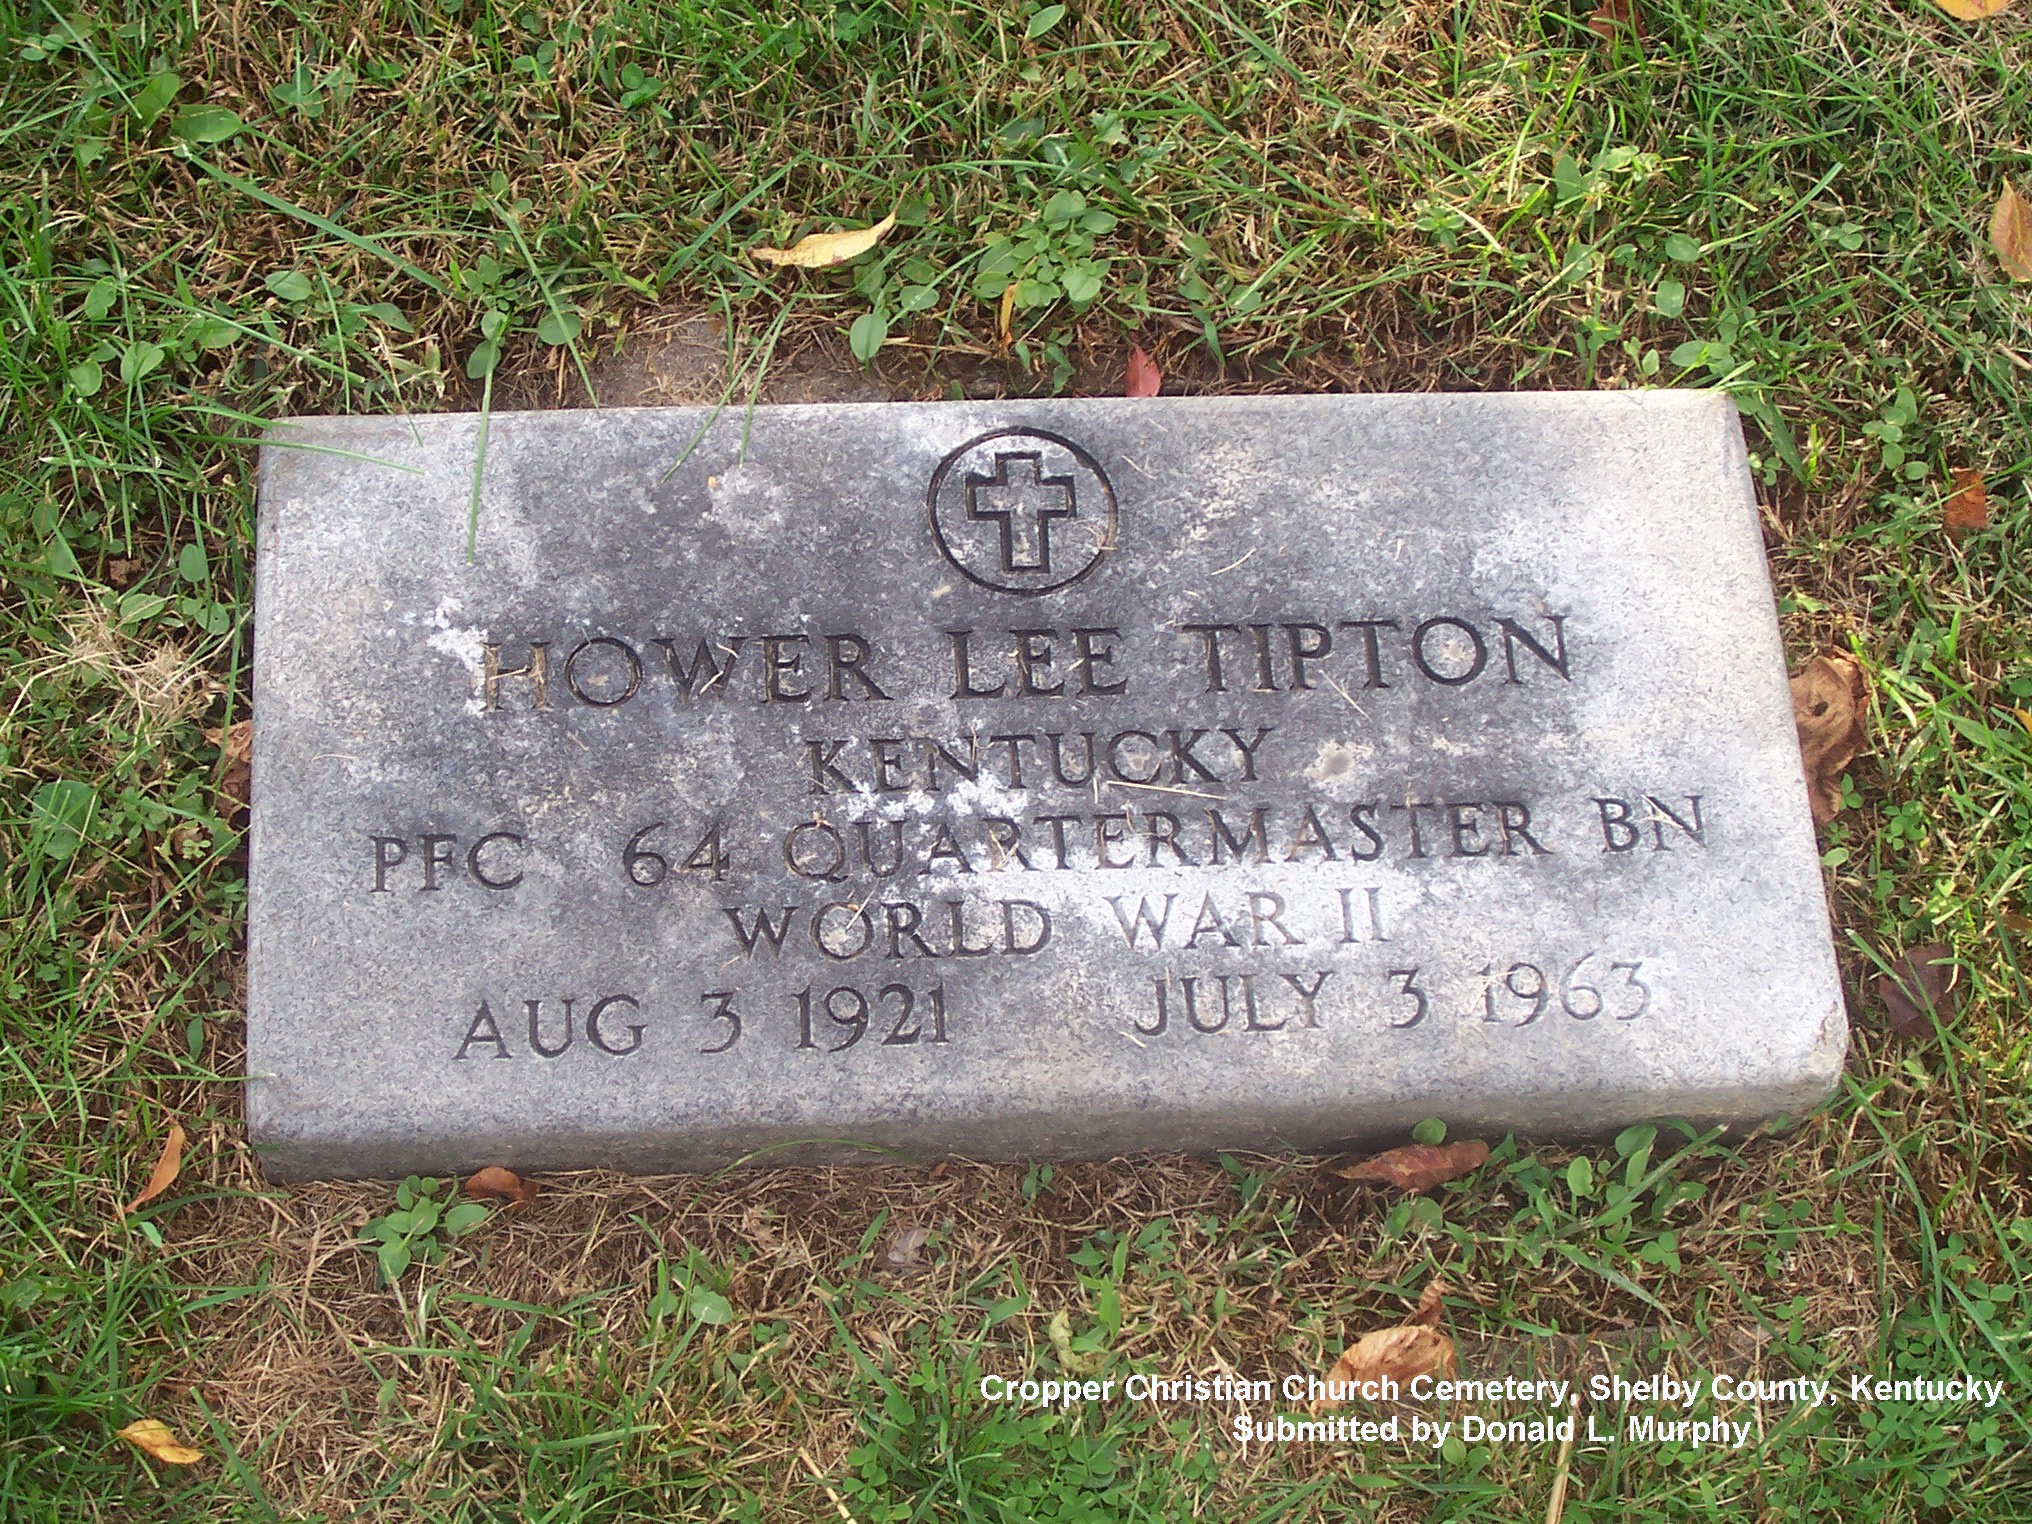 HOWER LEE TIPTON
KENTUCKY
PFC 64 QUARTERMASTER BN
WORLD WAR II
AUG 3 1921 JULY 3 1963
Cropper Christian Church Cemetery, Shelby County, Kentucky
Submitted by Donald L. Murphy